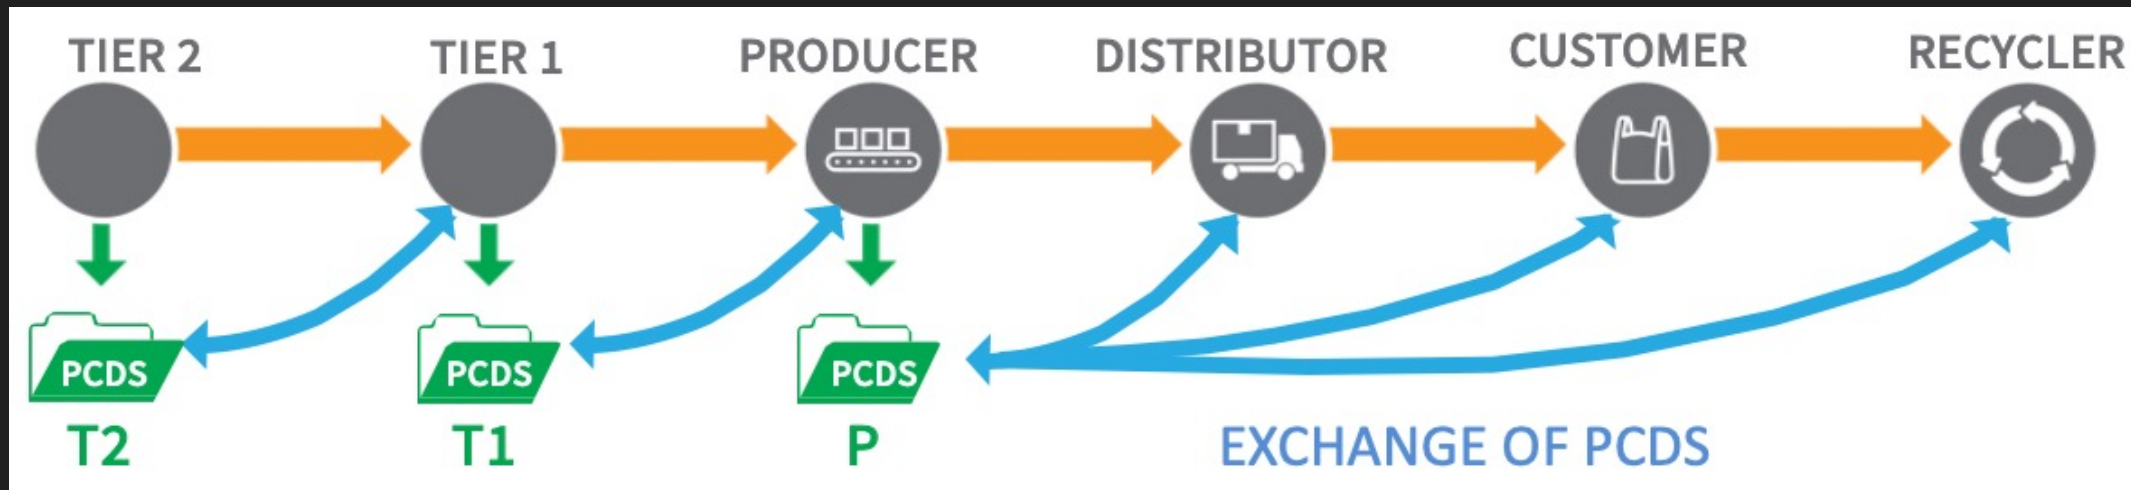 TIER 2
TIER 1
PRODUCER
DISTRIBUTOR
CUSTOMER
RECYCLER
PCDS
PCDS
PCDS
T2
T1
P
EXCHANGE OF PCDS